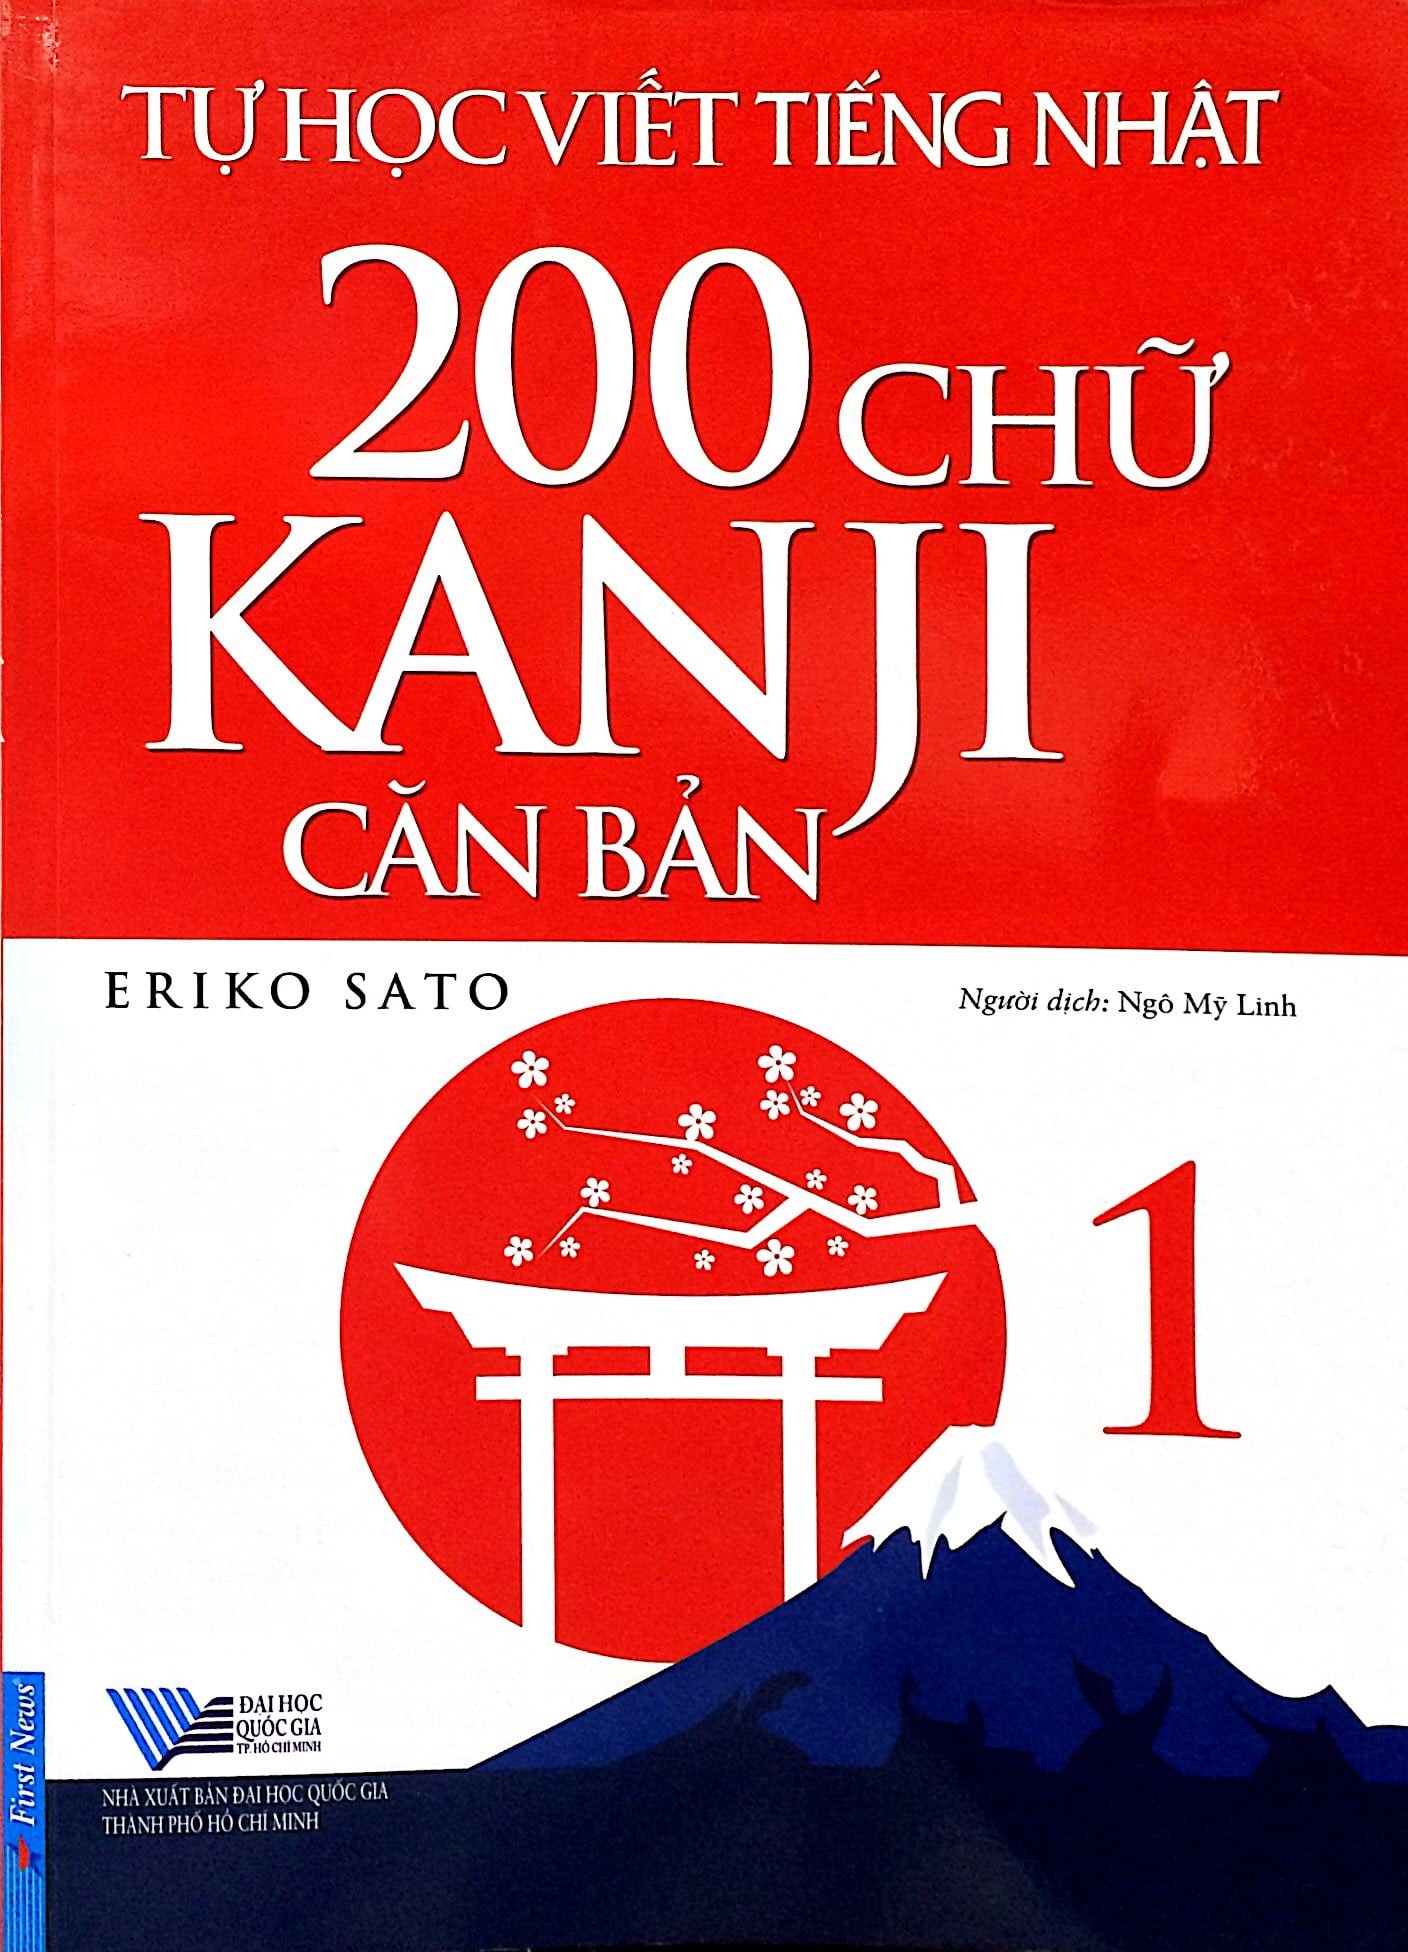 TỰ HỌC VIẾT TIẾNG NHẬT
200 CHỮ
KANJI
CĂN BẢN
ERIKO SATO
Người dịch: Ngô Mỹ Linh
1
ĐẠI HỌC
QUỐC GIA
TP. HỒ CHÍ MINH
NHÀ XUẤT BẢN ĐẠI HỌC QUỐC GIA
THÀNH PHỐ HỒ CHÍ MINH
First News